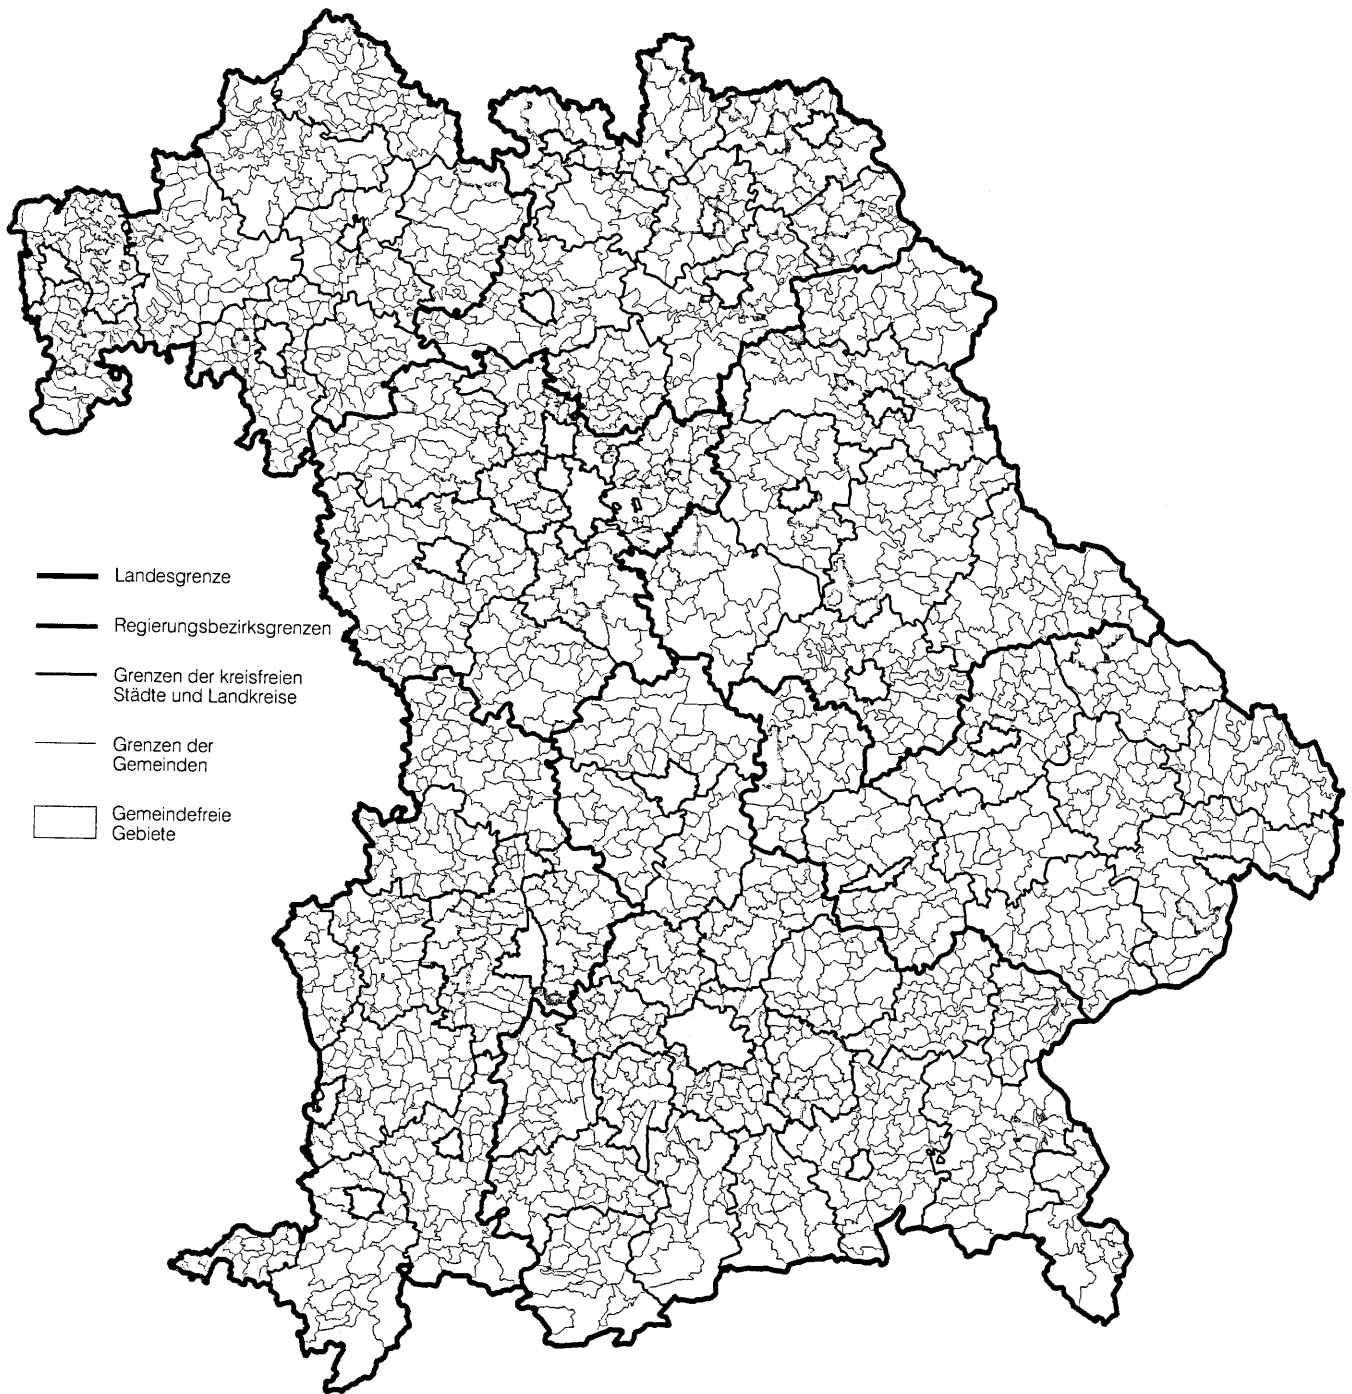 Landesgrenze
Regierungsbezirksgrenzen
Grenzen der kreisfreien
Städte und Landkreise
Grenzen der
Gemeinden
Gemeindefreie
Gebiete